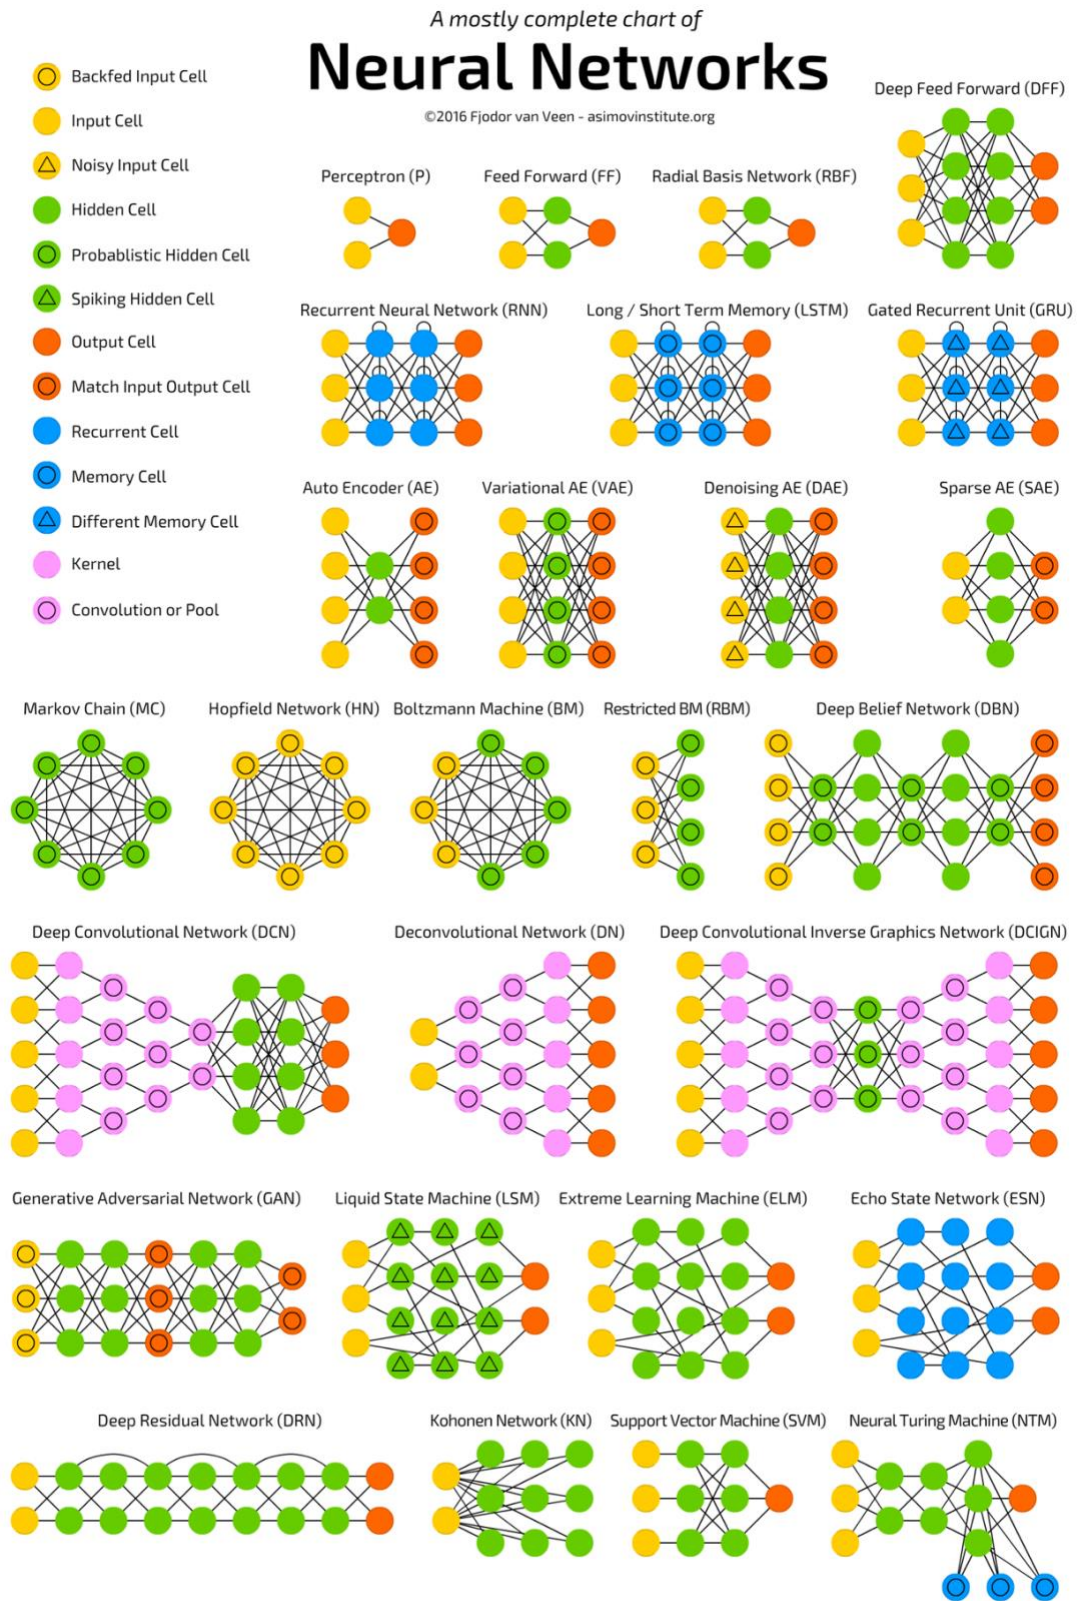 A mostly complete chart of
Neural Networks
©2016 Fjodor van Veen - asimovinstitute.org
Backfed Input Cell
Input Cell
Noisy Input Cell
Hidden Cell
Probablistic Hidden Cell
Spiking Hidden Cell
Output Cell
Match Input Output Cell
Recurrent Cell
Memory Cell
Different Memory Cell
Kernel
Convolution or Pool
Deep Feed Forward (DFF)
Perceptron (P)
Feed Forward (FF)
Radial Basis Network (RBF)
Recurrent Neural Network (RNN)
Long / Short Term Memory (LSTM)
Gated Recurrent Unit (GRU)
Auto Encoder (AE)
Variational AE (VAE)
Denoising AE (DAE)
Sparse AE (SAE)
Markov Chain (MC)
Hopfield Network (HN)
Boltzmann Machine (BM)
Restricted BM (RBM)
Deep Belief Network (DBN)
Deep Convolutional Network (DCN)
Deconvolutional Network (DN)
Deep Convolutional Inverse Graphics Network (DCIGN)
Generative Adversarial Network (GAN)
Liquid State Machine (LSM)
Extreme Learning Machine (ELM)
Echo State Network (ESN)
Deep Residual Network (DRN)
Kohonen Network (KN)
Support Vector Machine (SVM)
Neural Turing Machine (NTM)